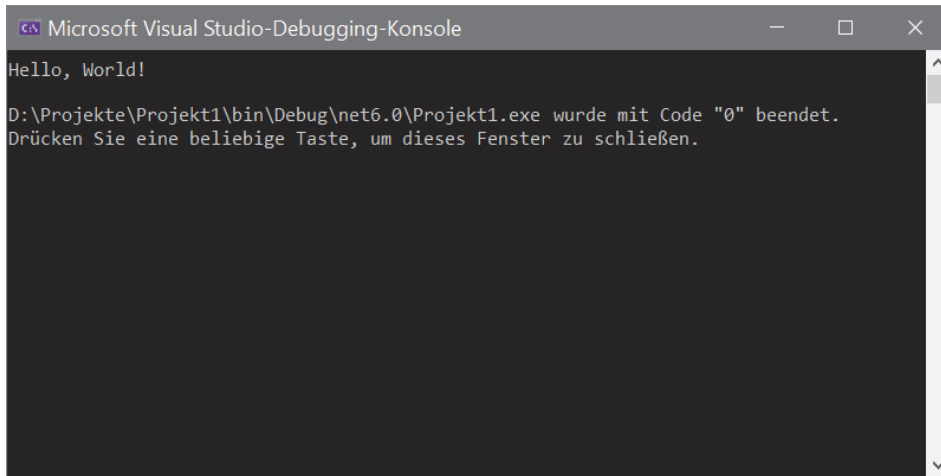 Microsoft Visual Studio-Debugging-Konsole
Hello, World!
D:\Projekte\Projekt1\bin\Debug\net6.0\Projekt1.exe wurde mit Code "0" beendet.
Drücken Sie eine beliebige Taste, um dieses Fenster zu schließen.